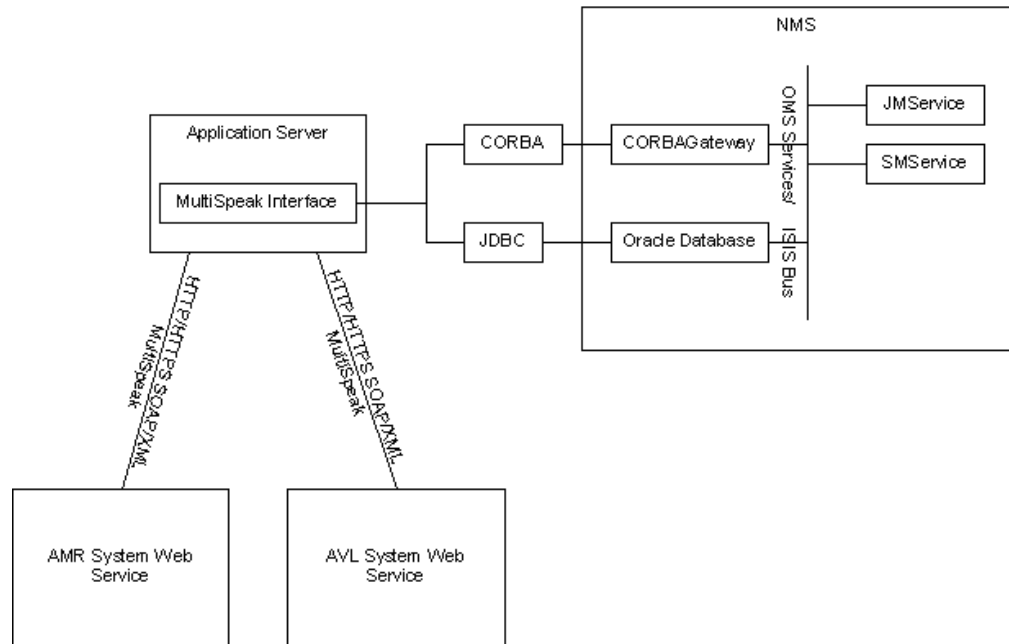 NMS
Application Server
MultiSpeak Interface
CORBA
JDBC
CORBAGateway
Oracle Database
OMS Services/
ISIS Bus
JMService
SMService
HTTP/HTTPS SOAP/XML
MultiSpeak
HTTP/HTTPS SOAP/XML
MultiSpeak
AMR System Web
Service
AVL System Web
Service